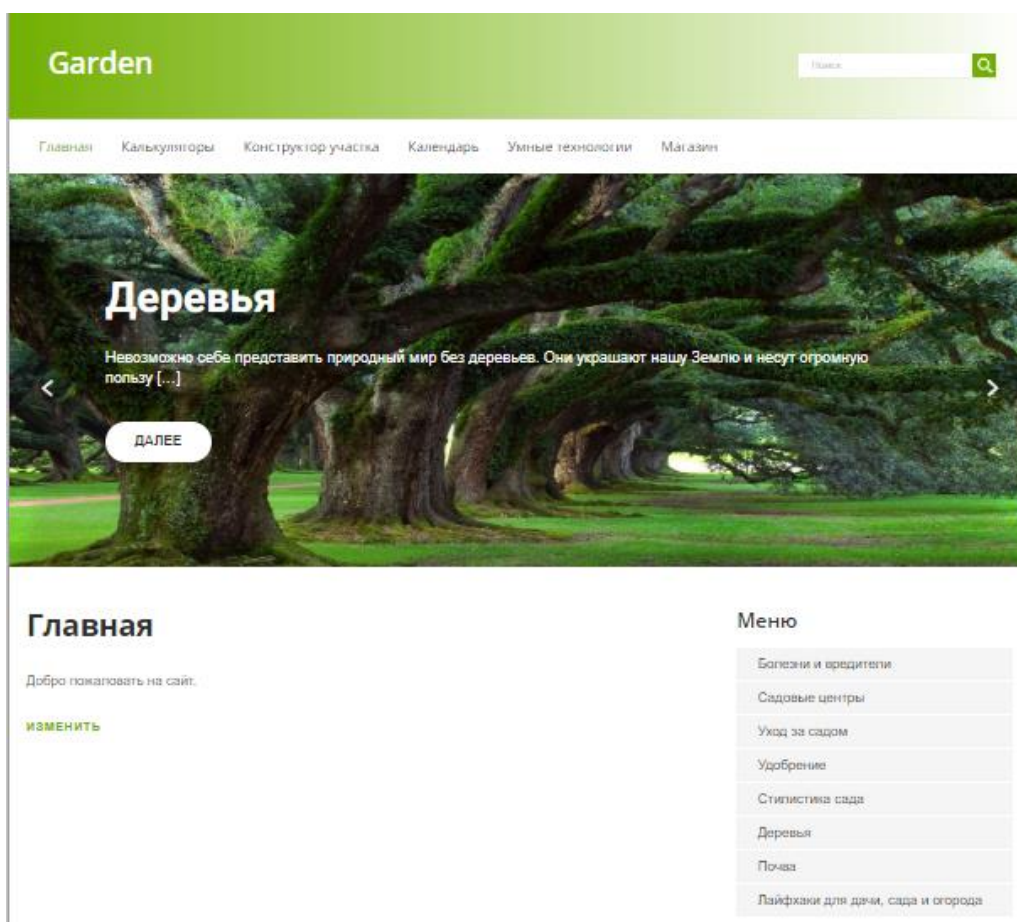 Garden
Поиск
Главная Калькуляторы Конструктор участка Календарь Умные технологии Магазин
Деревья
Невозможно себе представить природный мир без деревьев. Они украшают нашу Землю и несут огромную
пользу [...]
ДАЛЕЕ
Главная
Добро пожаловать на сайт.
ИЗМЕНИТЬ
Меню
Болезни и вредители
Садовые центры
Уход за садом
Удобрение
Стилистика сада
Деревья
Почва
Лайфхаки для дачи, сада и огорода